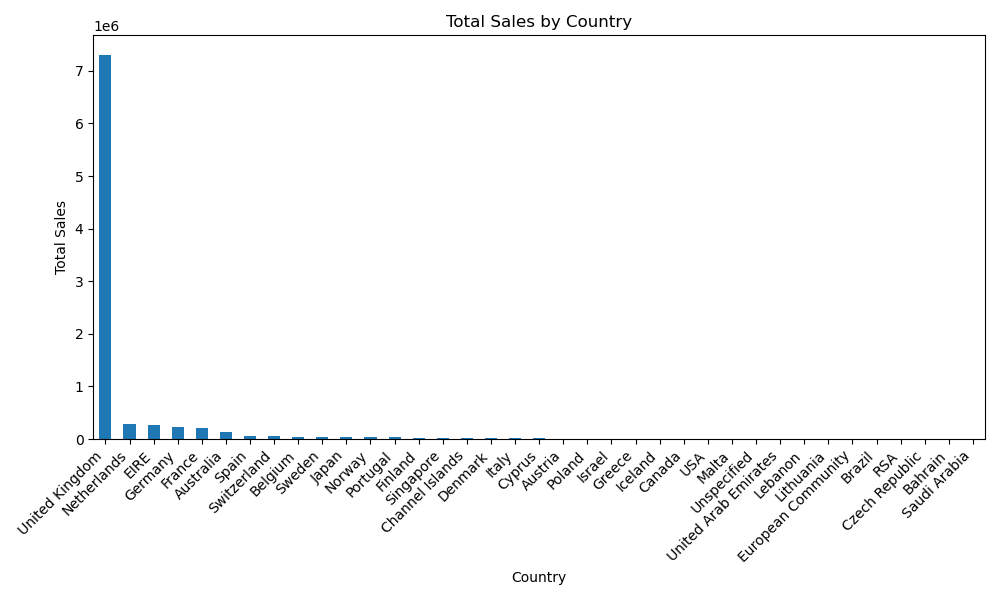 Total Sales by Country
1e6
7
6
5
4
3
2
1
0
Total Sales
United Kingdom
Netherlands
EIRE
Germany
France
Australia
Spain
Switzerland
Belgium
Sweden
Japan
Norway
Portugal
Finland
Singapore
Channel Islands
Denmark
Italy
Cyprus
Austria
Poland
Israel
Greece
Iceland
Canada
USA
Malta
Unspecified
United Arab Emirates
Lebanon
Lithuania
European Community
Brazil
RSA
Czech Republic
Bahrain
Saudi Arabia
Country